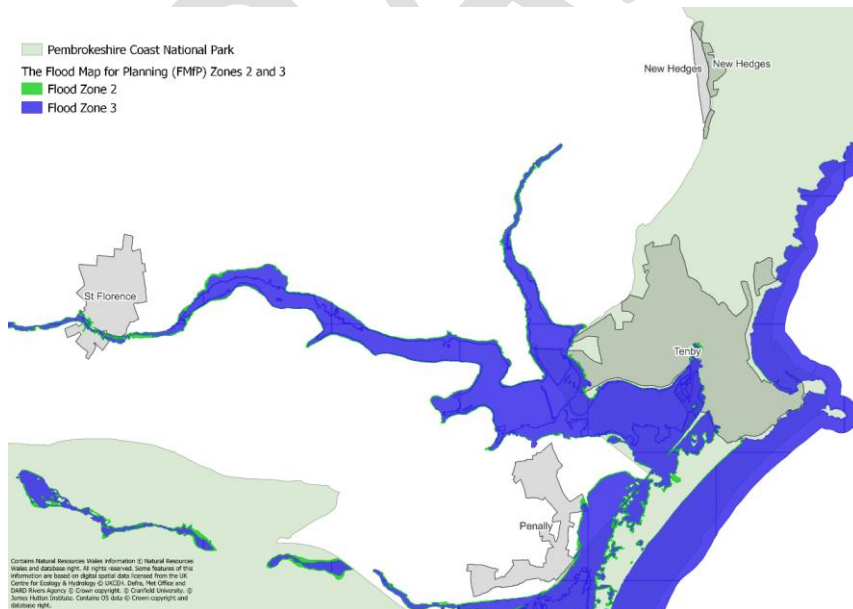 Pembrokeshire Coast National Park
The Flood Map for Planning (FMfP) Zones 2 and 3
Flood Zone 2
Flood Zone 3
New Hedges
New Hedges
St Florence
Tenby
Penally
Contains Natural Resources Wales information © Natural Resources
Wales and database right. All rights reserved. Some features of this
information are based on digital spatial data licensed from the UK
Centre for Ecology & Hydrology © UKCEH. Defra, Met Office and
DARD Rivers Agency © Crown copyright. © Cranfield University. ©
James Hutton Institute. Contains OS data © Crown copyright and
database right.